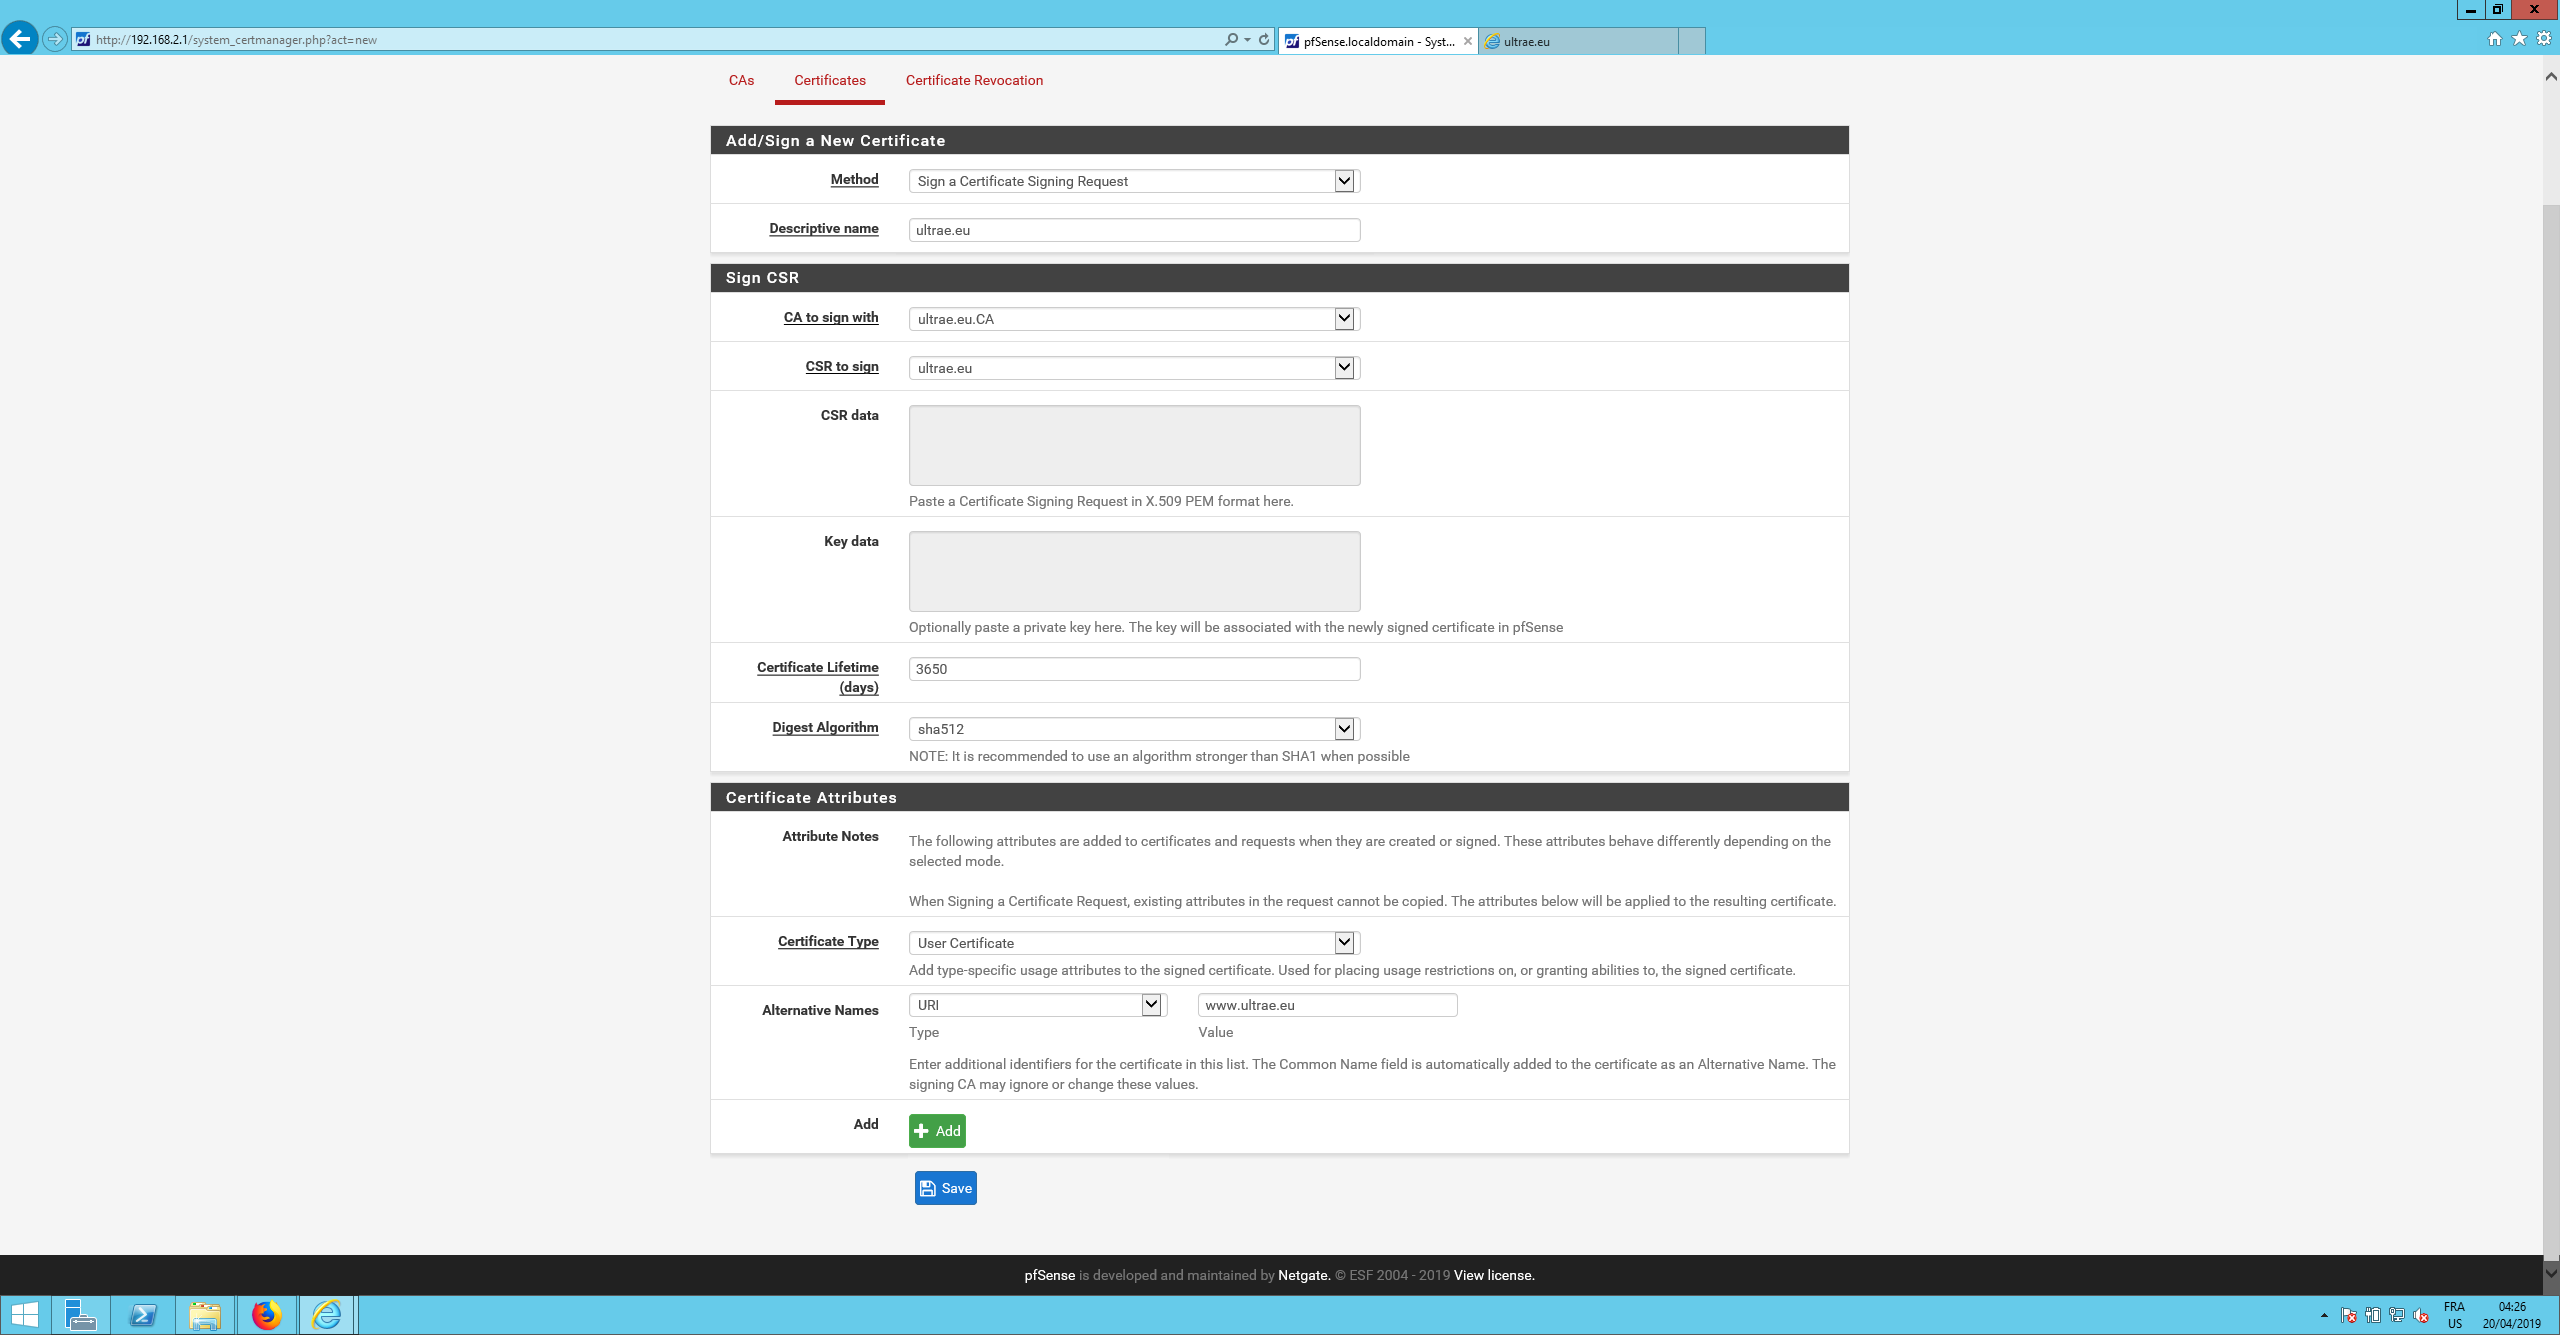 http://192.168.2.1/system_certmanager.php?act=new
pfSense.localdomain - Syst...
ultrae.eu
CAs
Certificates
Certificate Revocation
Add/Sign a New Certificate
Method
Sign a Certificate Signing Request
Descriptive name
ultrae.eu
Sign CSR
CA to sign with
ultrae.eu.CA
CSR to sign
ultrae.eu
CSR data
Paste a Certificate Signing Request in X.509 PEM format here.
Key data
Optionally paste a private key here. The key will be associated with the newly signed certificate in pfSense
Certificate Lifetime
(days)
3650
Digest Algorithm
sha512
NOTE: It is recommended to use an algorithm stronger than SHA1 when possible
Certificate Attributes
Attribute Notes
The following attributes are added to certificates and requests when they are created or signed. These attributes behave differently depending on the
selected mode.
When Signing a Certificate Request, existing attributes in the request cannot be copied. The attributes below will be applied to the resulting certificate.
Certificate Type
User Certificate
Add type-specific usage attributes to the signed certificate. Used for placing usage restrictions on, or granting abilities to, the signed certificate.
Alternative Names
URI
www.ultrae.eu
Type
Value
Enter additional identifiers for the certificate in this list. The Common Name field is automatically added to the certificate as an Alternative Name. The
signing CA may ignore or change these values.
Add
Add
Save
pfSense is developed and maintained by Netgate. © ESF 2004 - 2019 View license.
FRA
US
04:26
20/04/2019